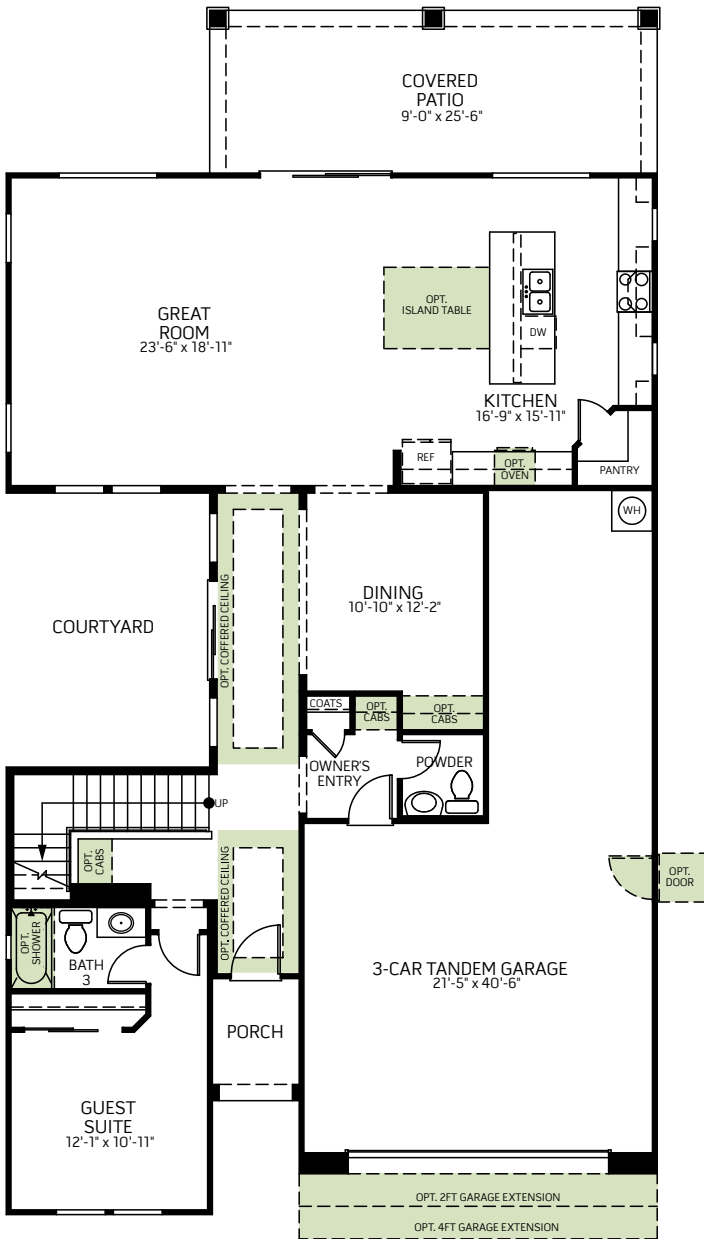 COVERED
PATIO
9'-0" x 25'-6"
GREAT
ROOM
23'-6" x 18'-11"
OPT.
ISLAND TABLE
DW
KITCHEN
16'-9" x 15'-11"
REF
OPT.
OVEN
PANTRY
WH
COURTYARD
OPT. COFFERED CEILING
DINING
10'-10" x 12'-2"
COATS
OPT.
CABS
OPT.
CABS
OWNER'S
ENTRY
POWDER
UP
OPT.
CABS
OPT. COFFERED CEILING
OPT.
DOOR
OPT.
SHOWER
BATH
3
3-CAR TANDEM GARAGE
21'-5" x 40'-6"
PORCH
GUEST
SUITE
12'-1" x 10'-11"
OPT. 2FT GARAGE EXTENSION
OPT. 4FT GARAGE EXTENSION